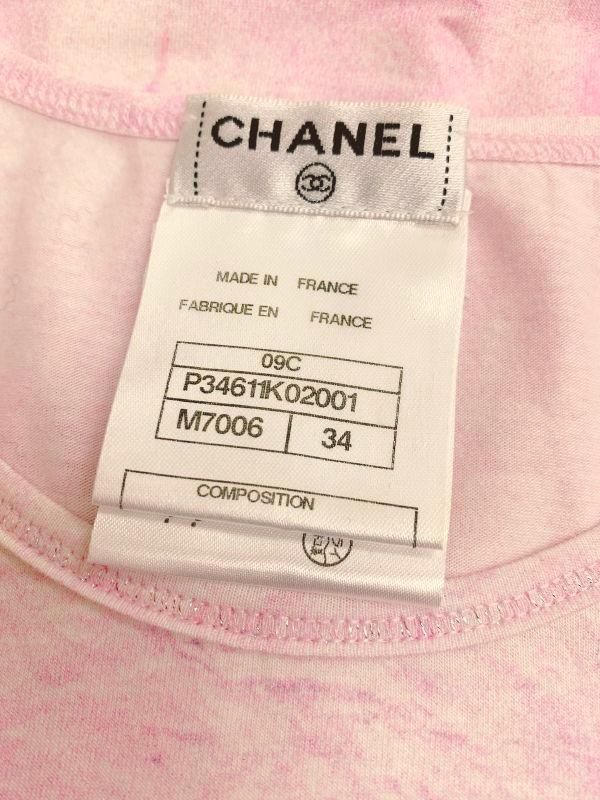 CHANEL
MADE IN FRANCE
FABRIQUE EN FRANCE
09C
P34611K02001
M7006 34
COMPOSITION